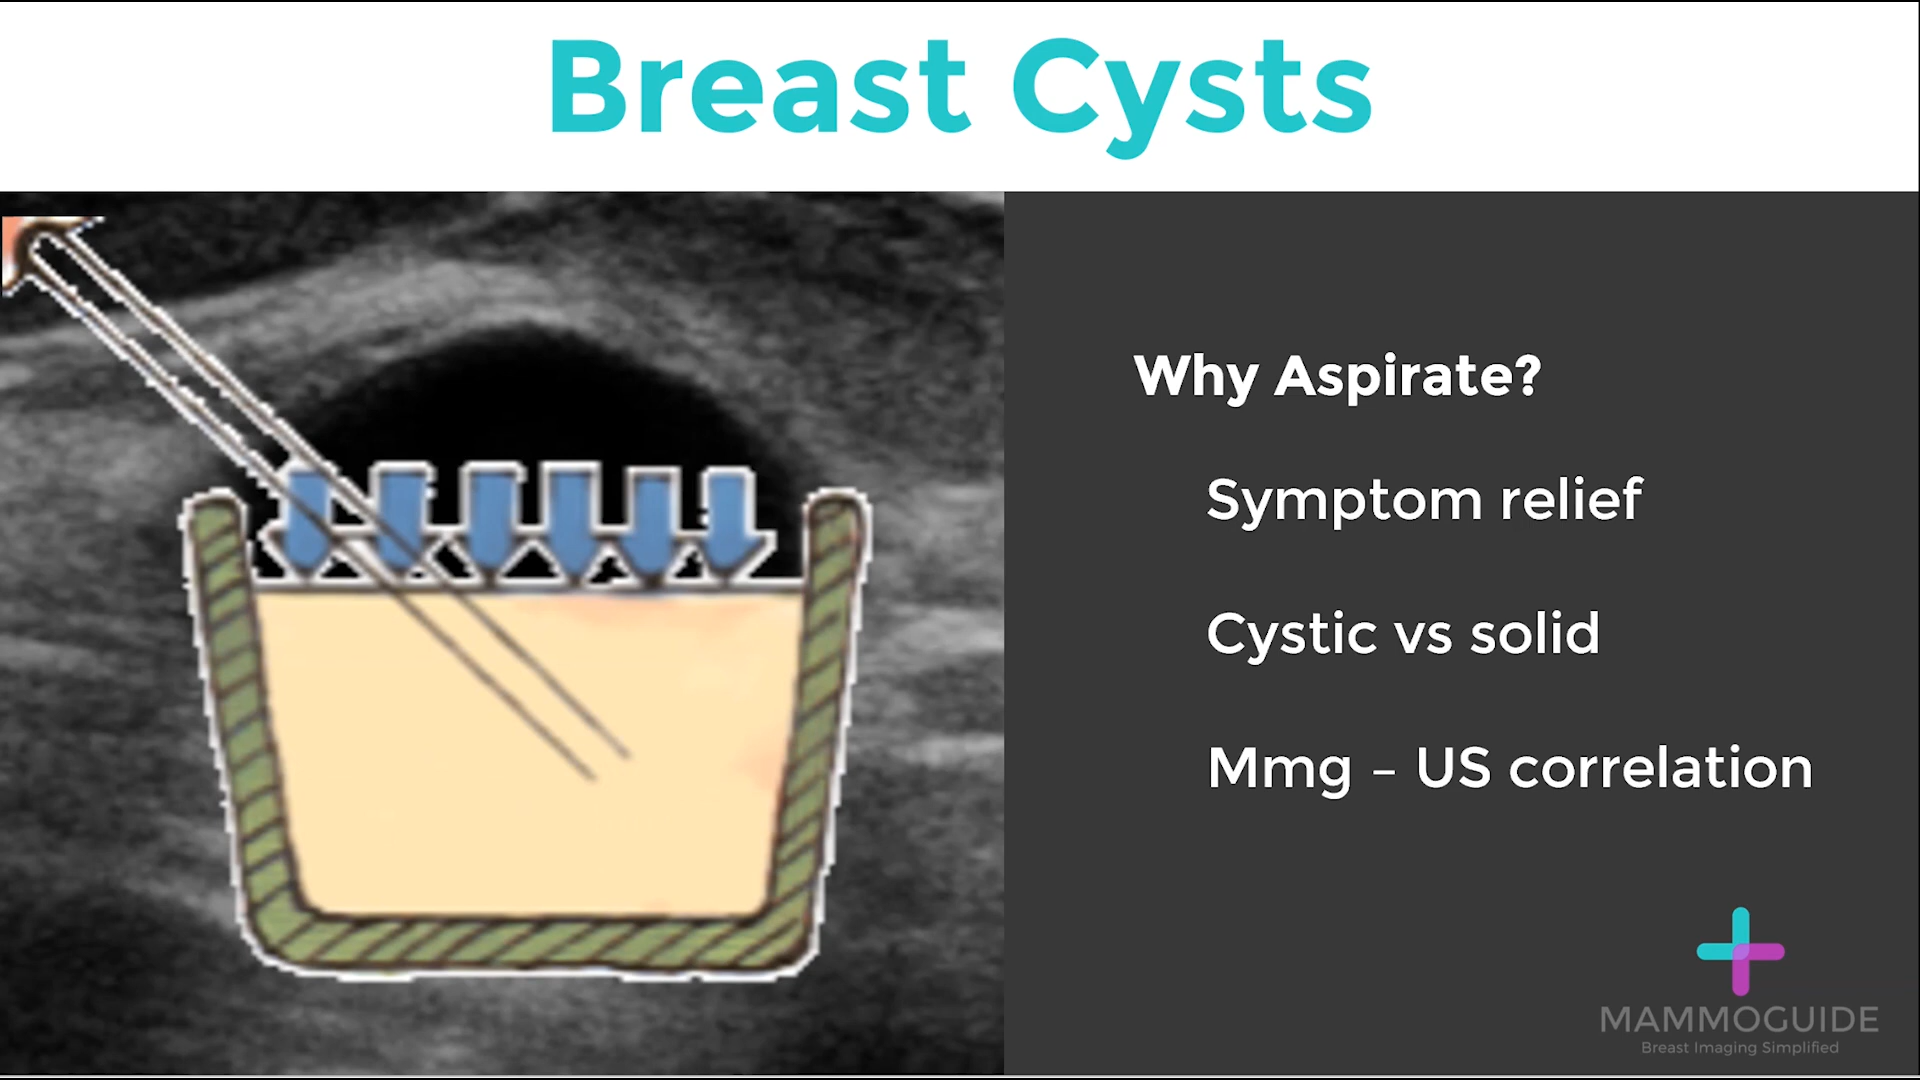 Breast Cysts
Why Aspirate?
Symptom relief
Cystic vs solid
Mmg – US correlation
MAMMOGUIDE
Breast Imaging Simplified